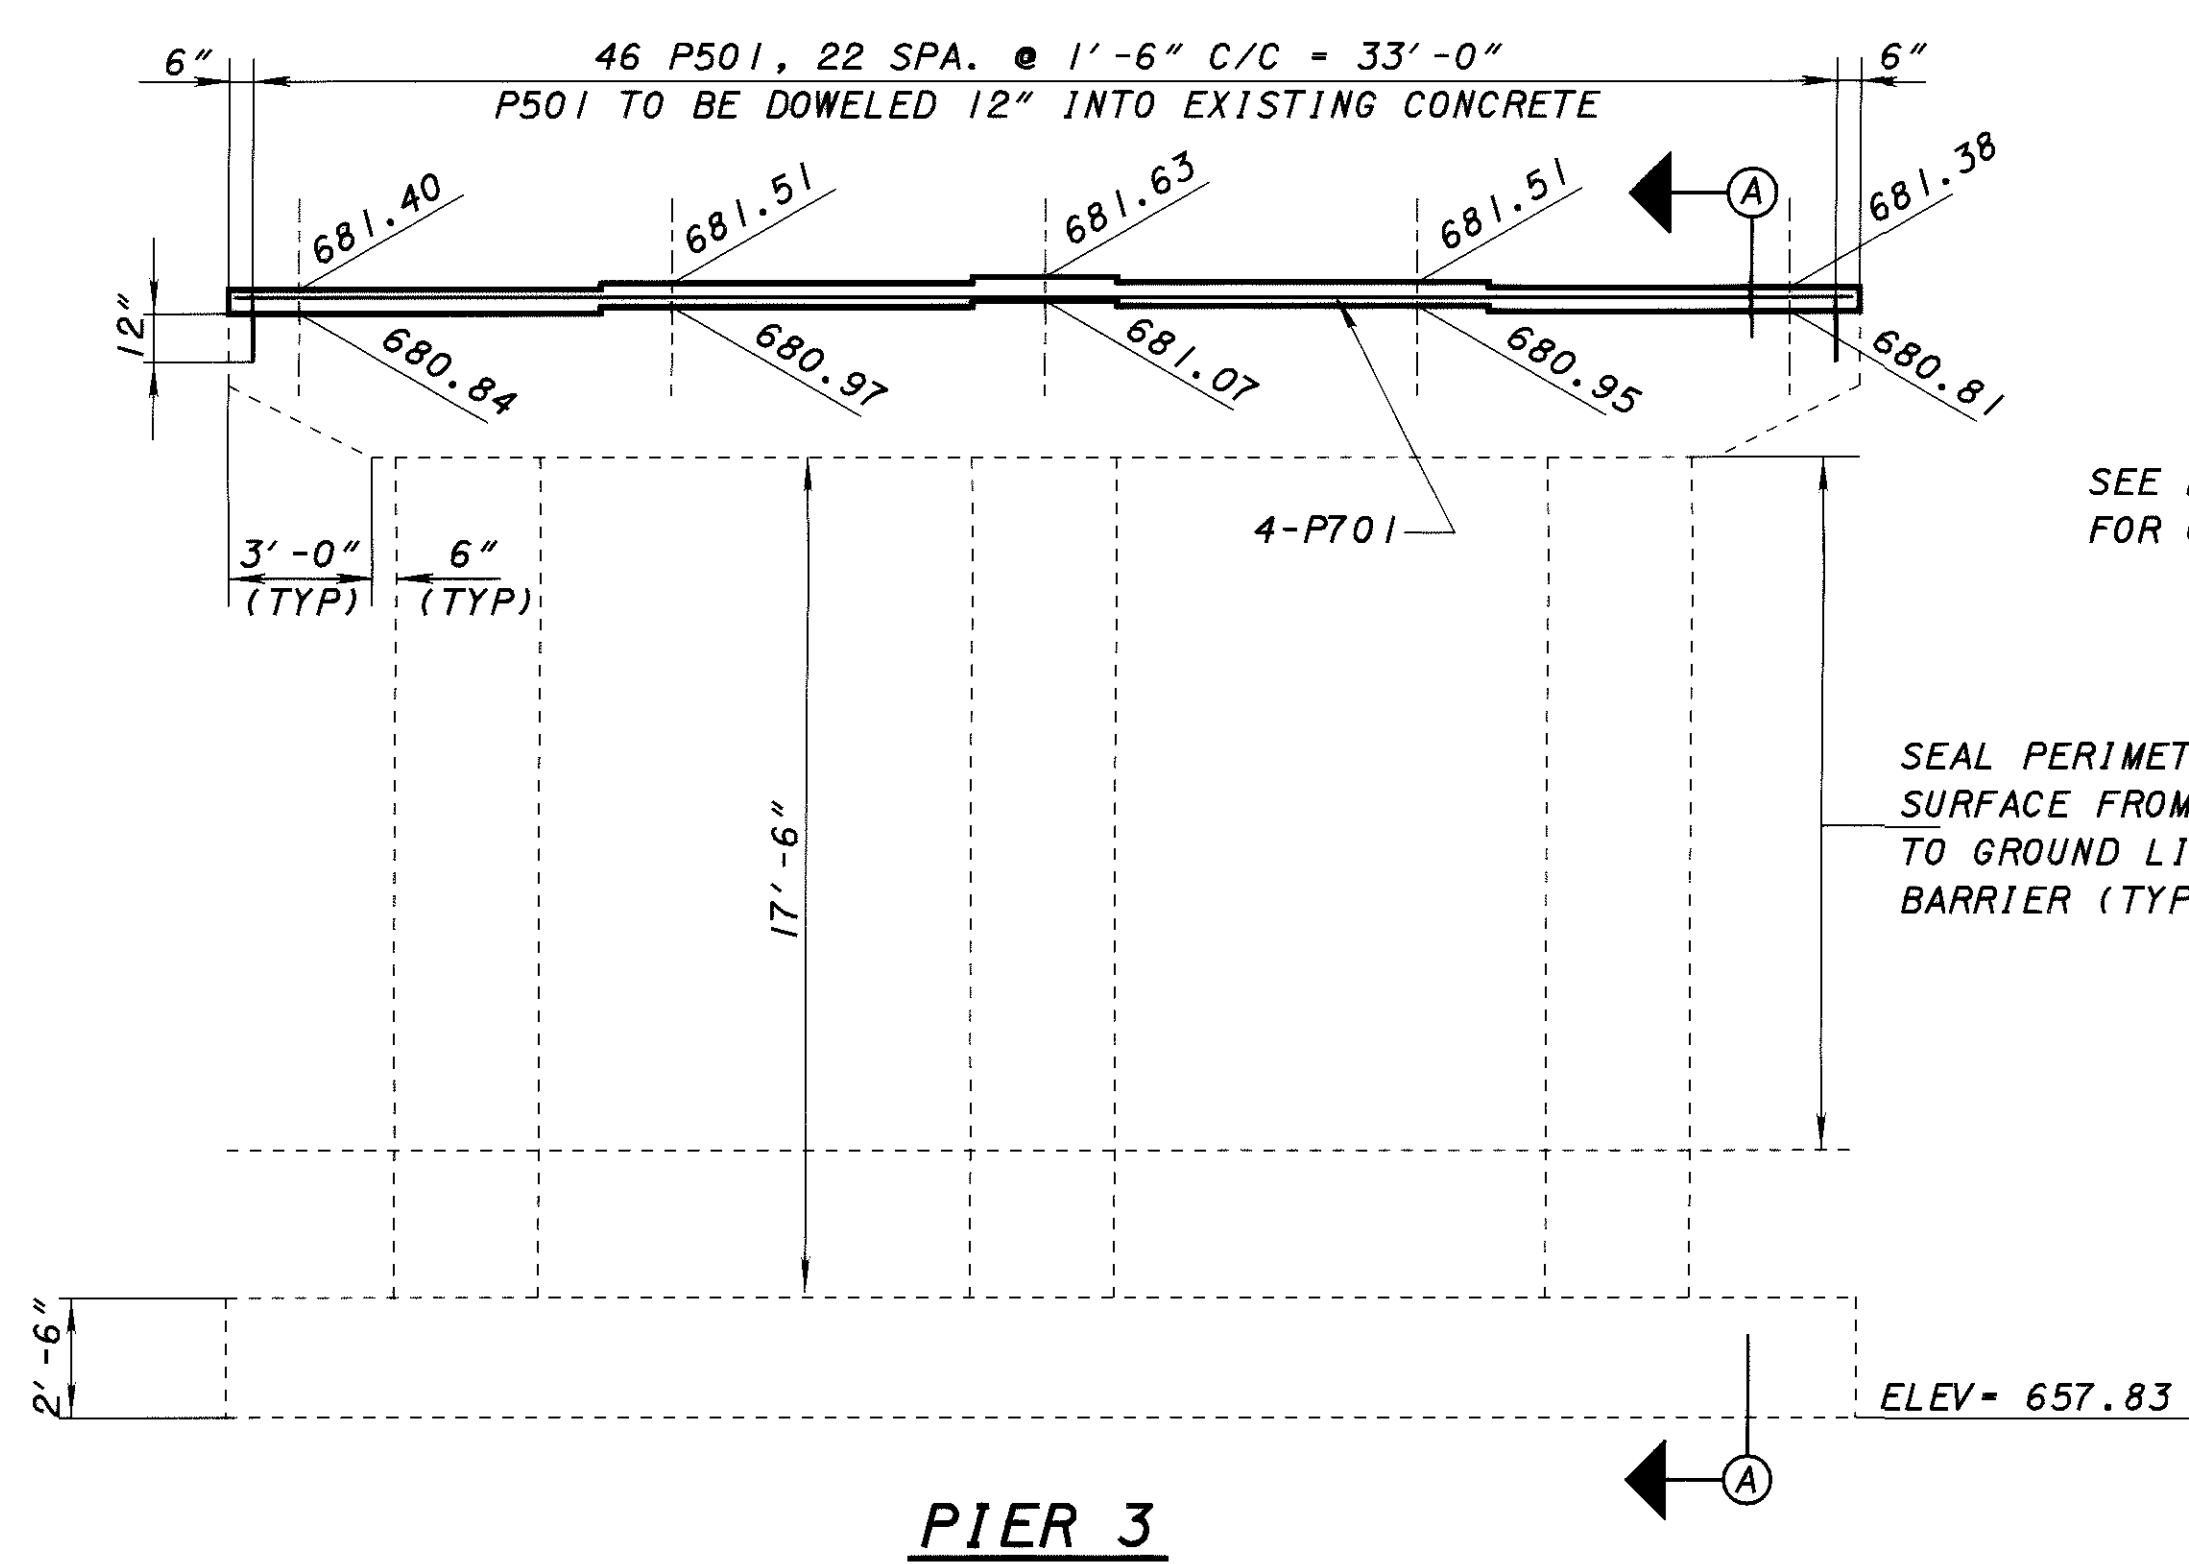 6" 46 P501, 22 SPA. @ 1'-6" C/C = 33'-0" 6"
P501 TO BE DOWELED 12" INTO EXISTING CONCRETE
681.40 681.51 681.63 681.51 A 681.38
12"
680.84 680.97 681.07 680.95 680.81
SEE
4-P701 FOR
3'-0" 6"
(TYP) (TYP)
SEAL PERIMET
SURFACE FROM
17'-6"
TO GROUND LI
BARRIER (TYP
2'-6"
ELEV= 657.83
A
PIER 3